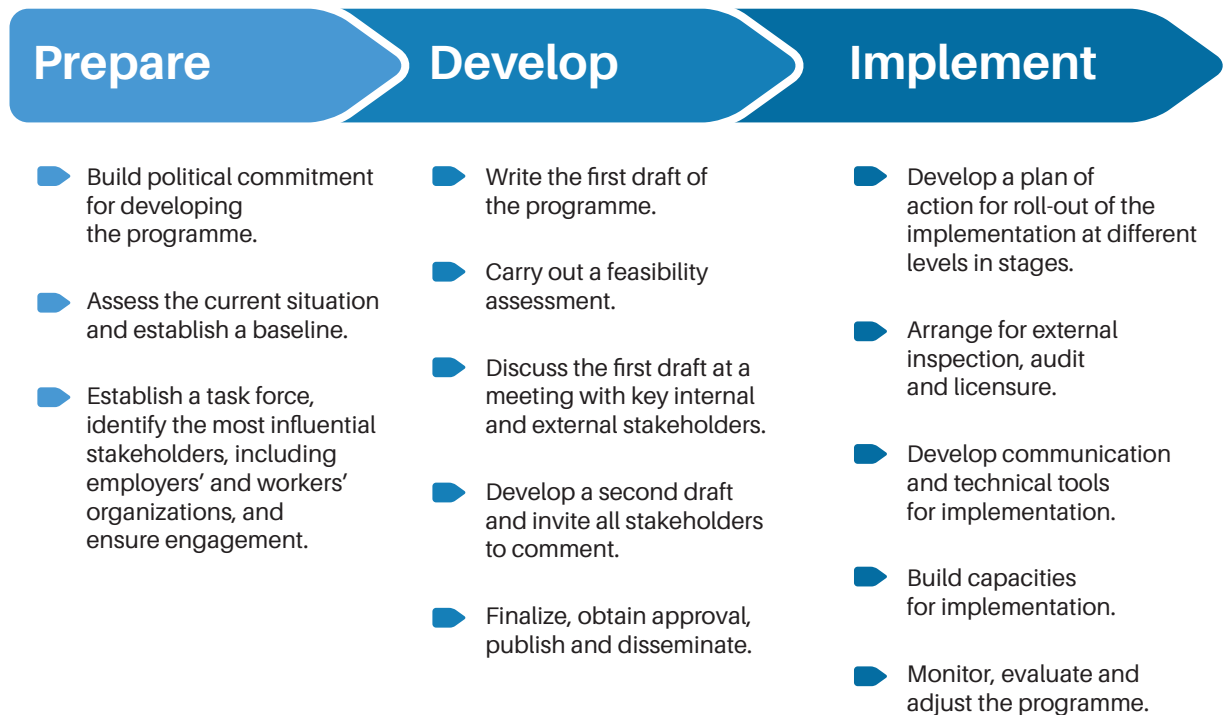 Prepare
Build political commitment
for developing
the programme.
Assess the current situation
and establish a baseline.
Establish a task force,
identify the most influential
stakeholders, including
employers’ and workers’
organizations, and
ensure engagement.
Develop
Write the first draft of
the programme.
Carry out a feasibility
assessment.
Discuss the first draft at a
meeting with key internal
and external stakeholders.
Develop a second draft
and invite all stakeholders
to comment.
Finalize, obtain approval,
publish and disseminate.
Implement
Develop a plan of
action for roll-out of the
implementation at different
levels in stages.
Arrange for external
inspection, audit
and licensure.
Develop communication
and technical tools
for implementation.
Build capacities
for implementation.
Monitor, evaluate and
adjust the programme.